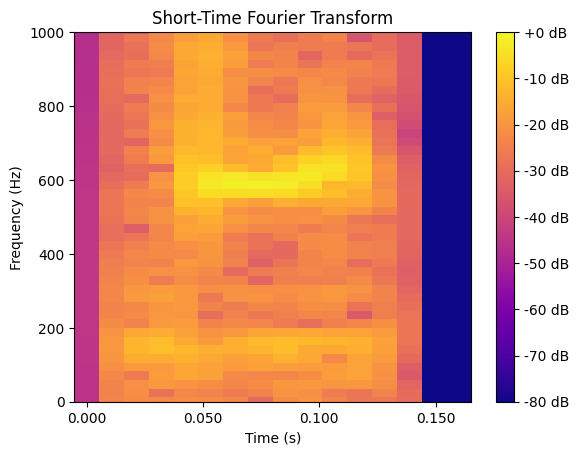 Short-Time Fourier Transform
1000
800
600
400
200
0
Frequency (Hz)
0.000
0.050
0.100
0.150
Time (s)
+0 dB
-10 dB
-20 dB
-30 dB
-40 dB
-50 dB
-60 dB
-70 dB
-80 dB